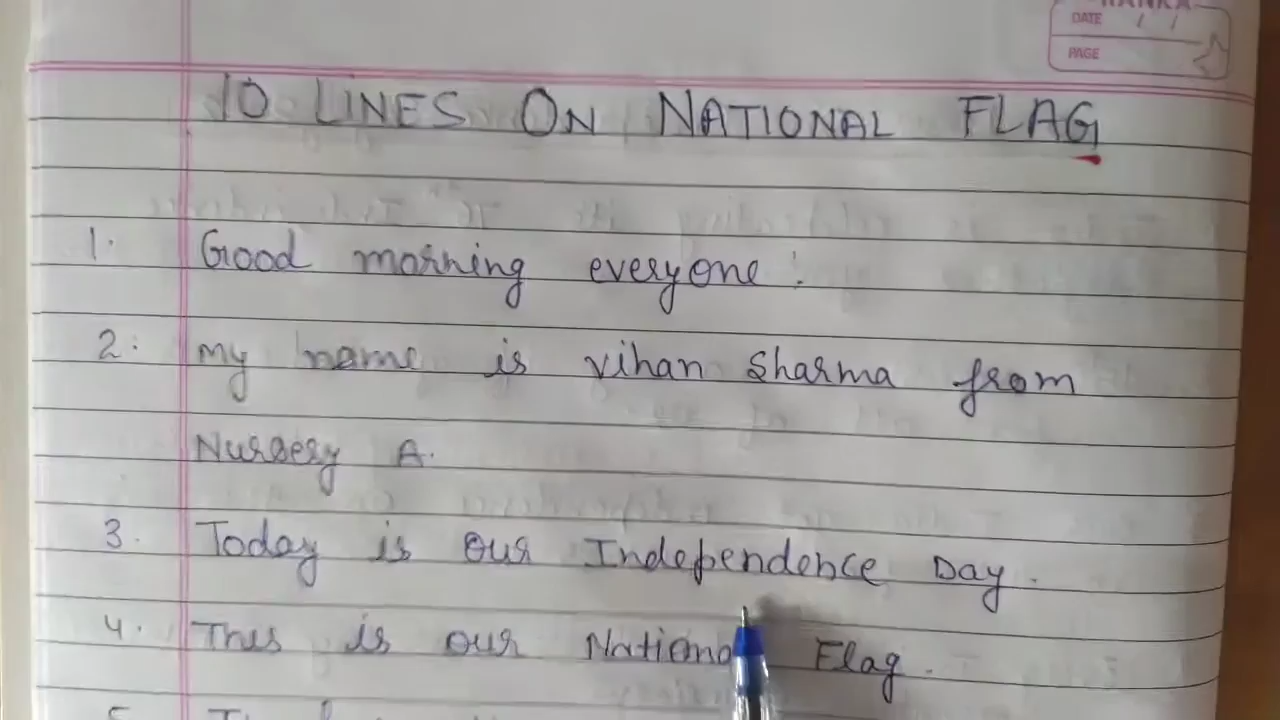 DATE
PAGE
10 LINES ON NATIONAL FLAG
1. Good morning everyone.
2. My name is Vihan Sharma from
Nursery A.
3. Today is our Independence Day.
4. This is our National Flag.
5.